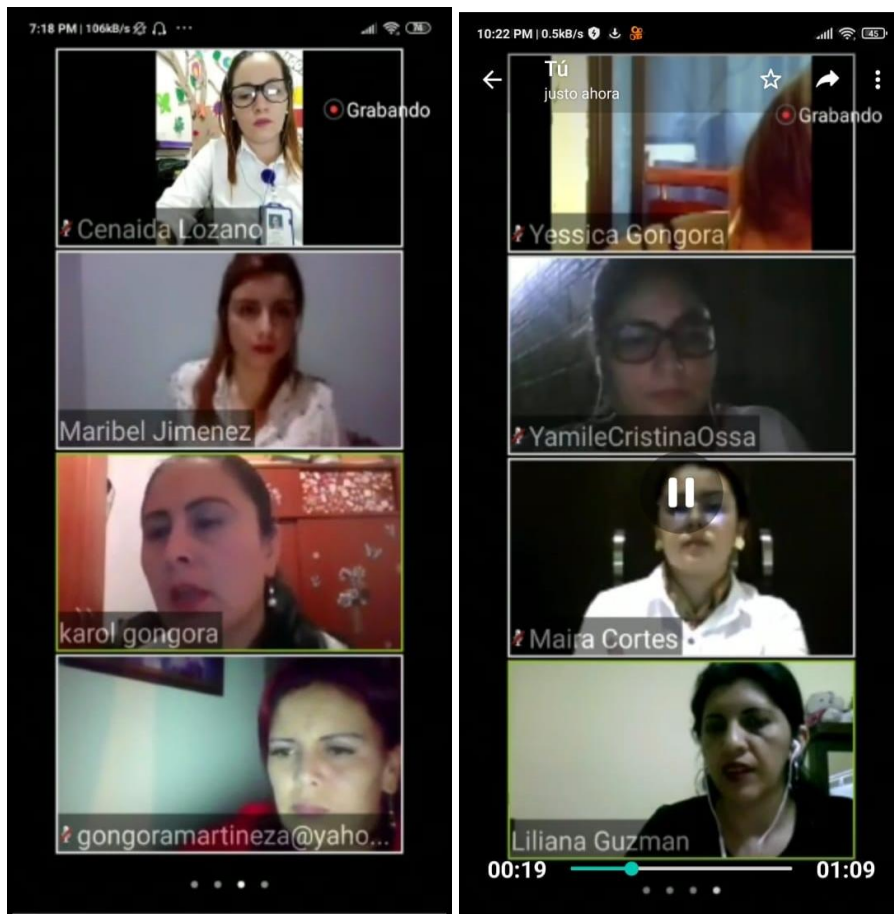 7:18 PM | 106kB/s
74
Grabando
Cenaida Lozano
Maribel Jimenez
karol gongora
gongoramartineza@yaho...
10:22 PM | 0.5kB/s
45
Tú
justo ahora
Grabando
Yessica Gongora
YamileCristinaOssa
Maira Cortes
Liliana Guzman
00:19
01:09